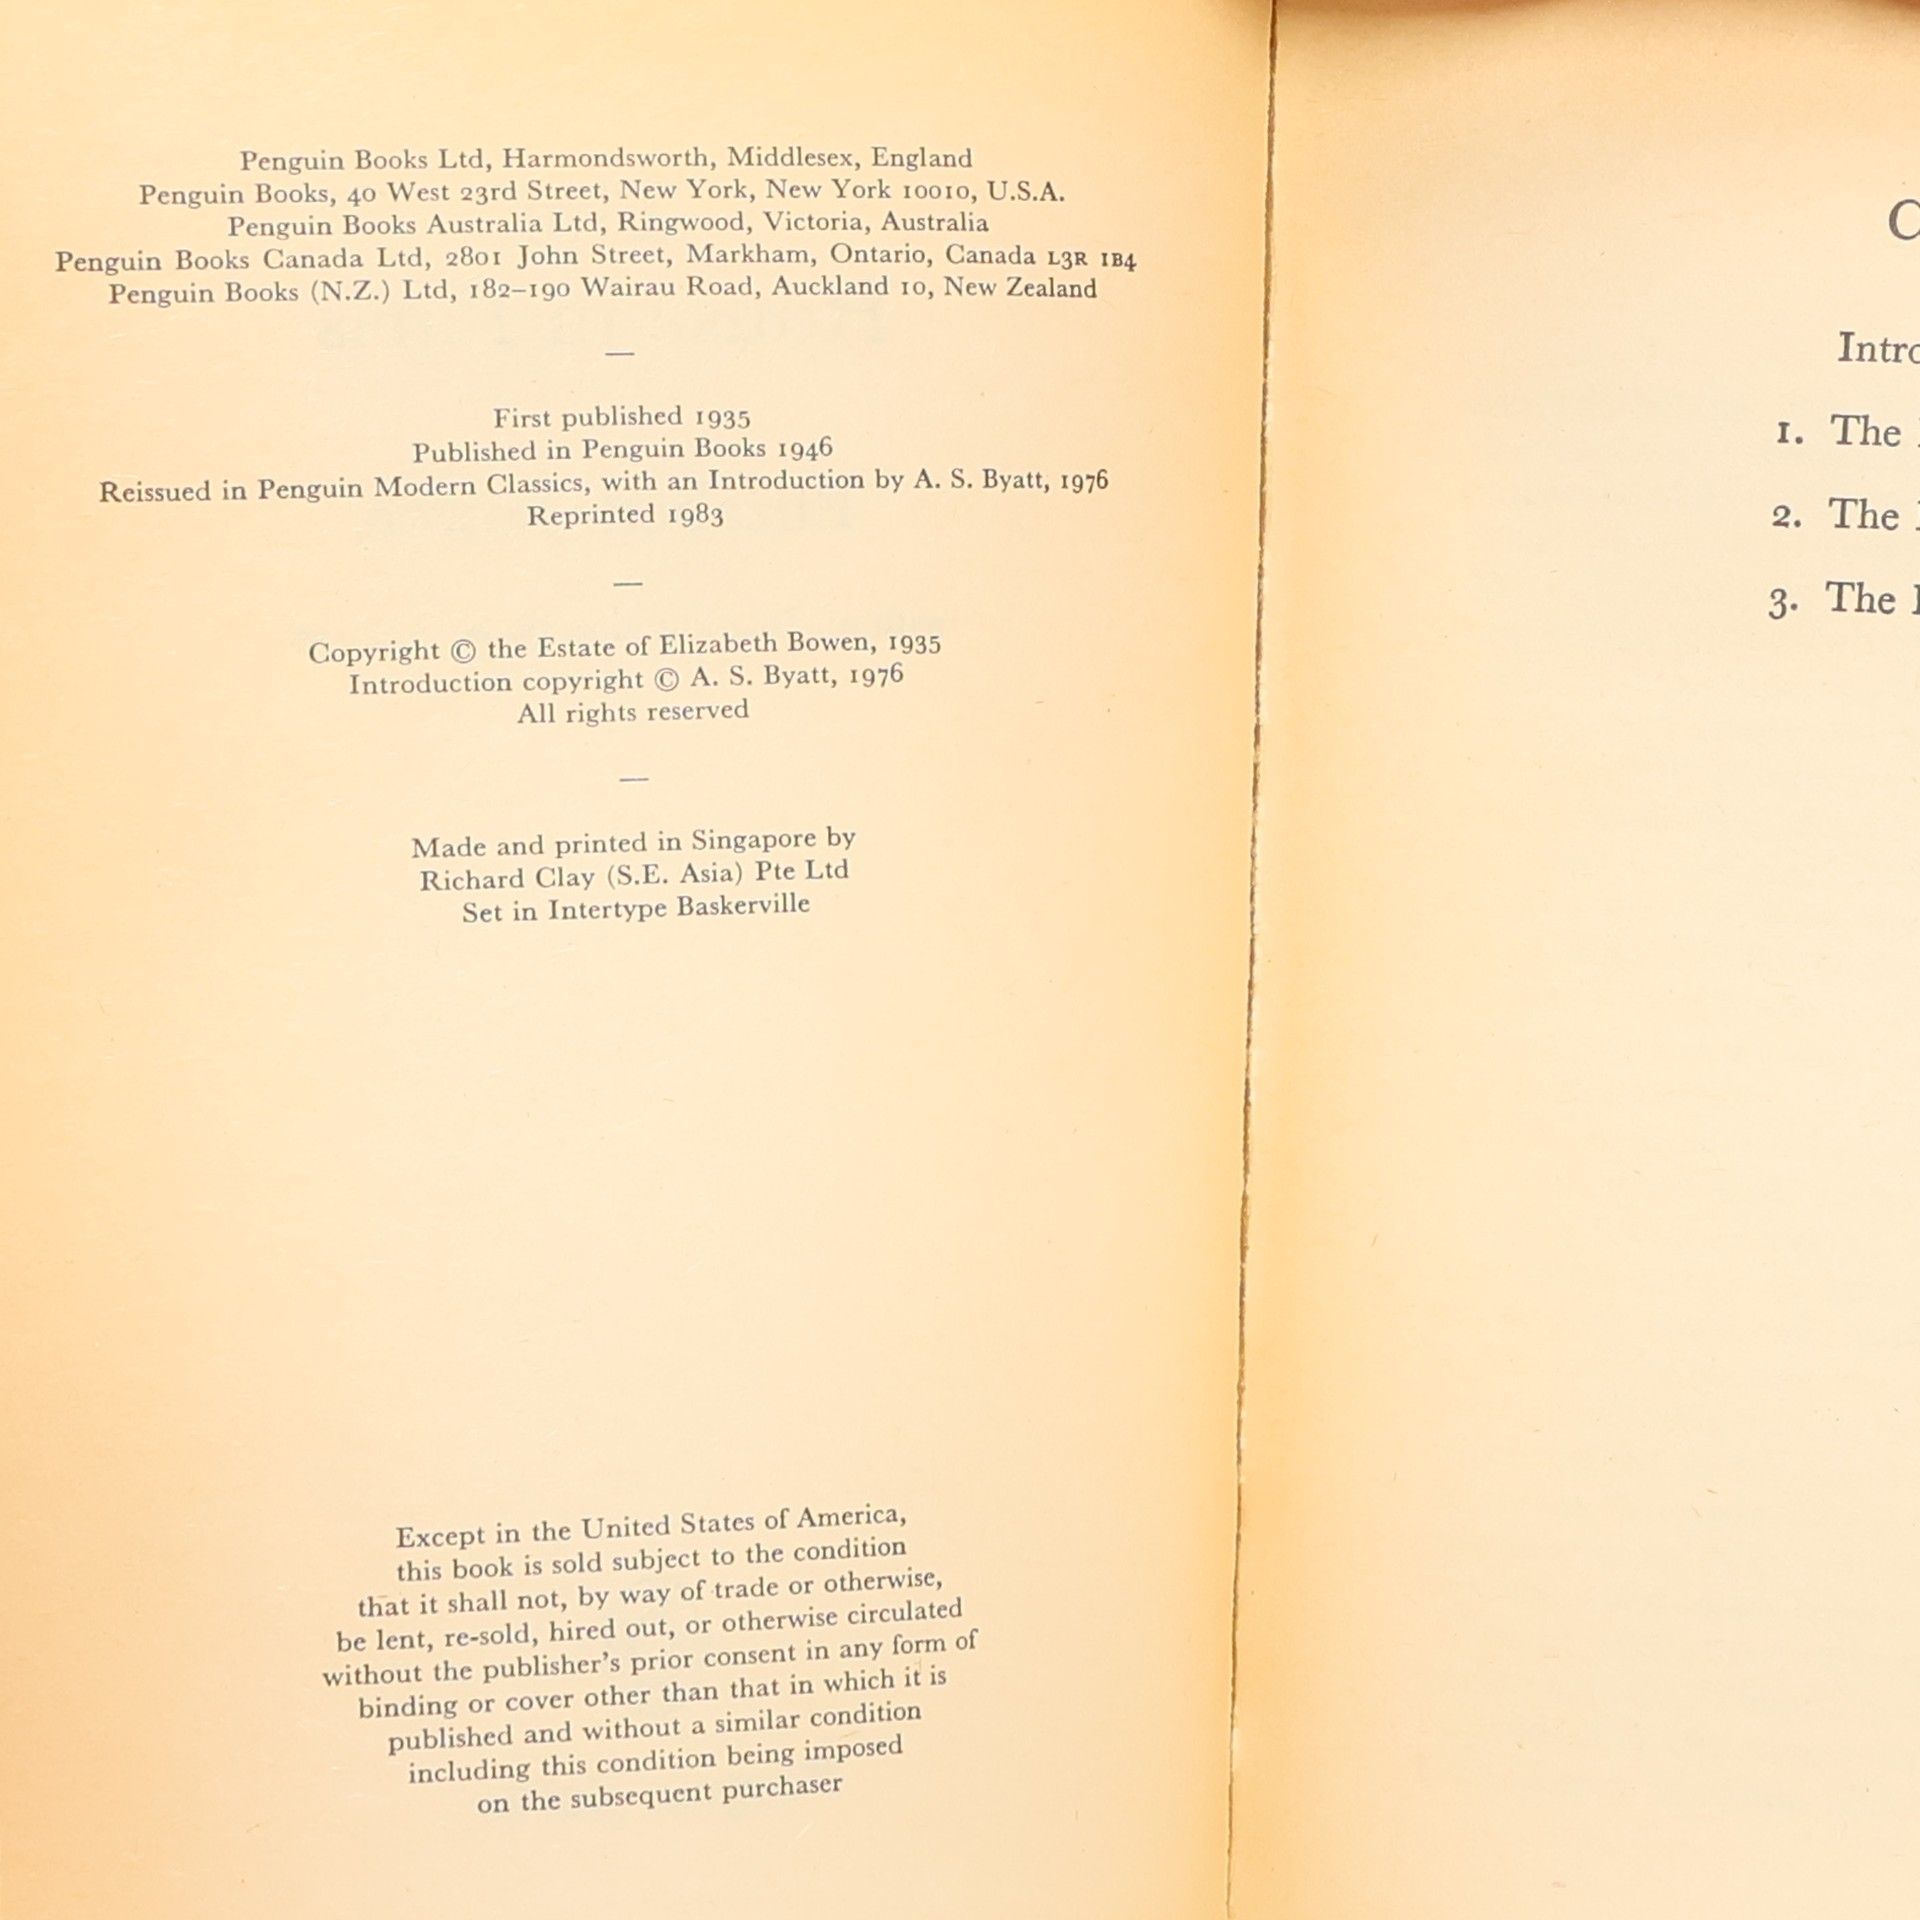 Penguin Books Ltd, Harmondsworth, Middlesex, England
Penguin Books, 40 West 23rd Street, New York, New York 10010, U.S.A.
Penguin Books Australia Ltd, Ringwood, Victoria, Australia
Penguin Books Canada Ltd, 2801 John Street, Markham, Ontario, Canada L3R 1B4
Penguin Books (N.Z.) Ltd, 182–190 Wairau Road, Auckland 10, New Zealand
—
First published 1935
Published in Penguin Books 1946
Reissued in Penguin Modern Classics, with an Introduction by A. S. Byatt, 1976
Reprinted 1983
—
Copyright © the Estate of Elizabeth Bowen, 1935
Introduction copyright © A. S. Byatt, 1976
All rights reserved
—
Made and printed in Singapore by
Richard Clay (S.E. Asia) Pte Ltd
Set in Intertype Baskerville
Except in the United States of America,
this book is sold subject to the condition
that it shall not, by way of trade or otherwise,
be lent, re-sold, hired out, or otherwise circulated
without the publisher's prior consent in any form of
binding or cover other than that in which it is
published and without a similar condition
including this condition being imposed
on the subsequent purchaser
1. The
2. The
3. The